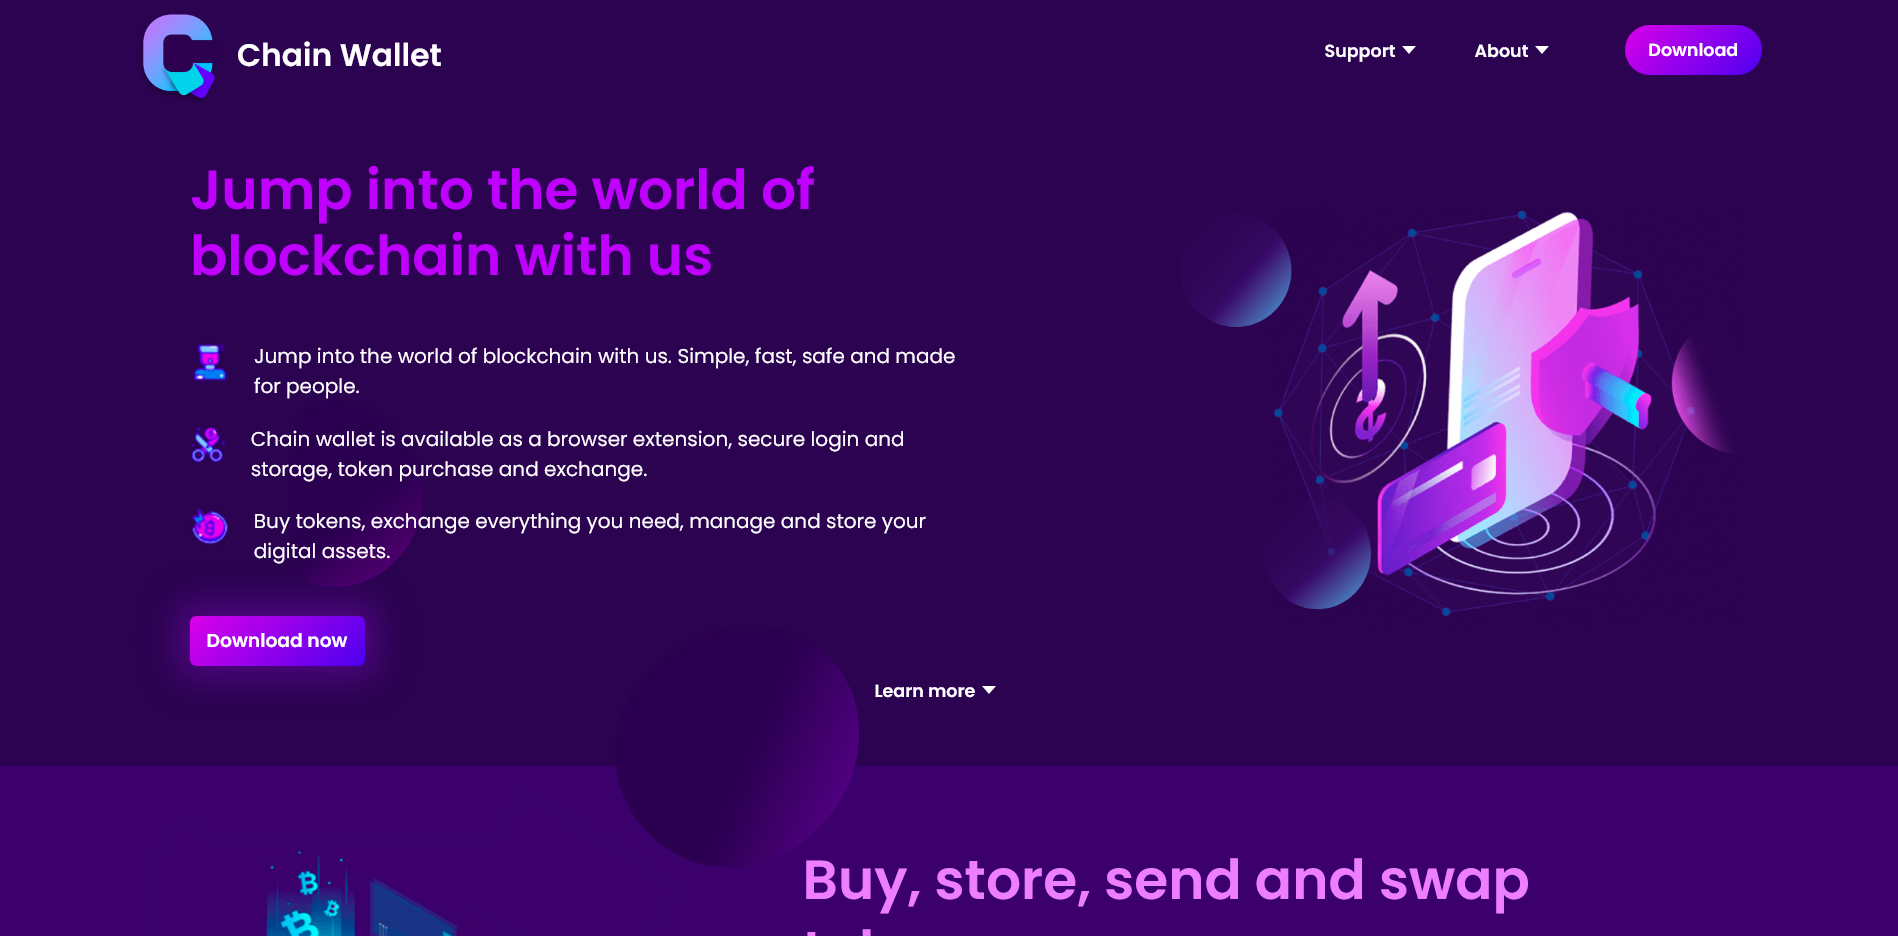 Chain Wallet
Support
About
Download
Jump into the world of
blockchain with us
Jump into the world of blockchain with us. Simple, fast, safe and made
for people.
Chain wallet is available as a browser extension, secure login and
storage, token purchase and exchange.
Buy tokens, exchange everything you need, manage and store your
digital assets.
Download now
Learn more
Buy, store, send and swap